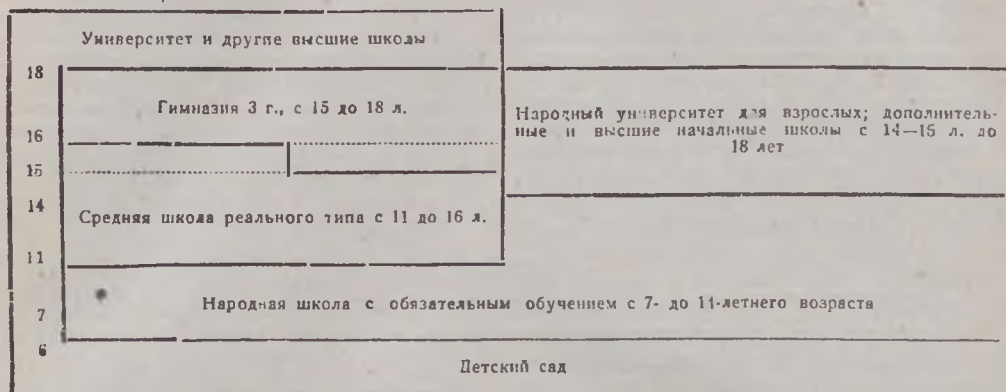 Университет и другие высшие школы
18
Гимназия 3 г., с 15 до 18 л.
Народный университет для взрослых; дополнитель-
ные и высшие начальные школы с 14—15 л. до
18 лет
16
15
14
Средняя школа реального типа с 11 до 16 л.
11
Народная школа с обязательным обучением с 7- до 11-летнего возраста
7
6
Детский сад